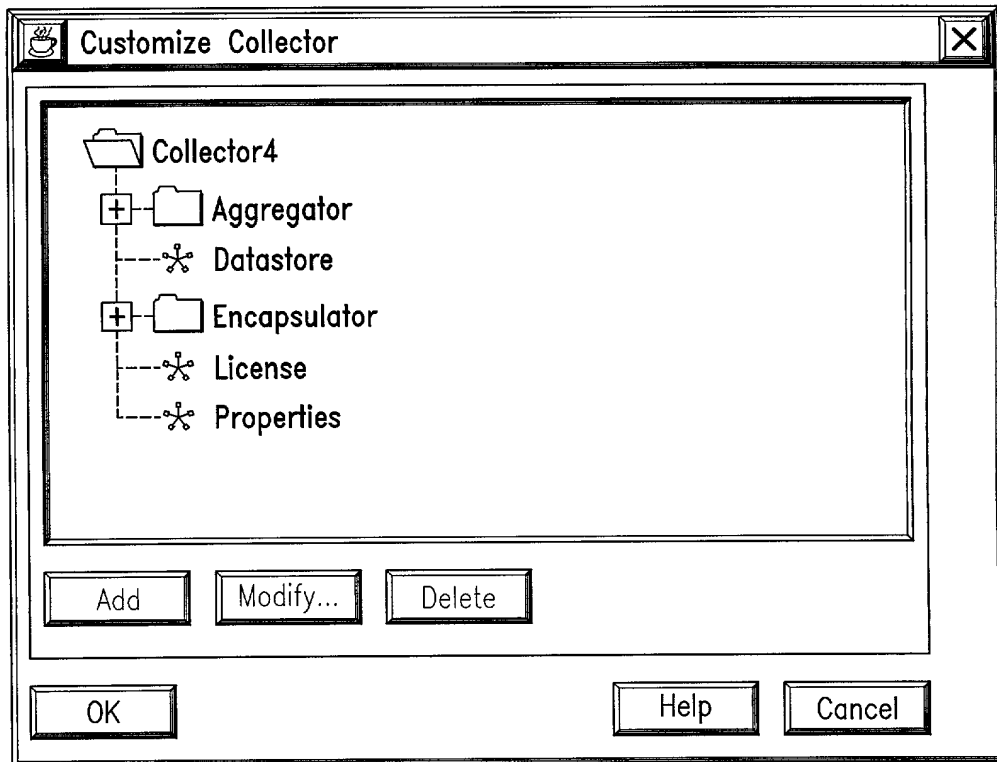 Customize Collector
Collector4
Aggregator
Datastore
Encapsulator
License
Properties
Add Modify... Delete
OK Help Cancel